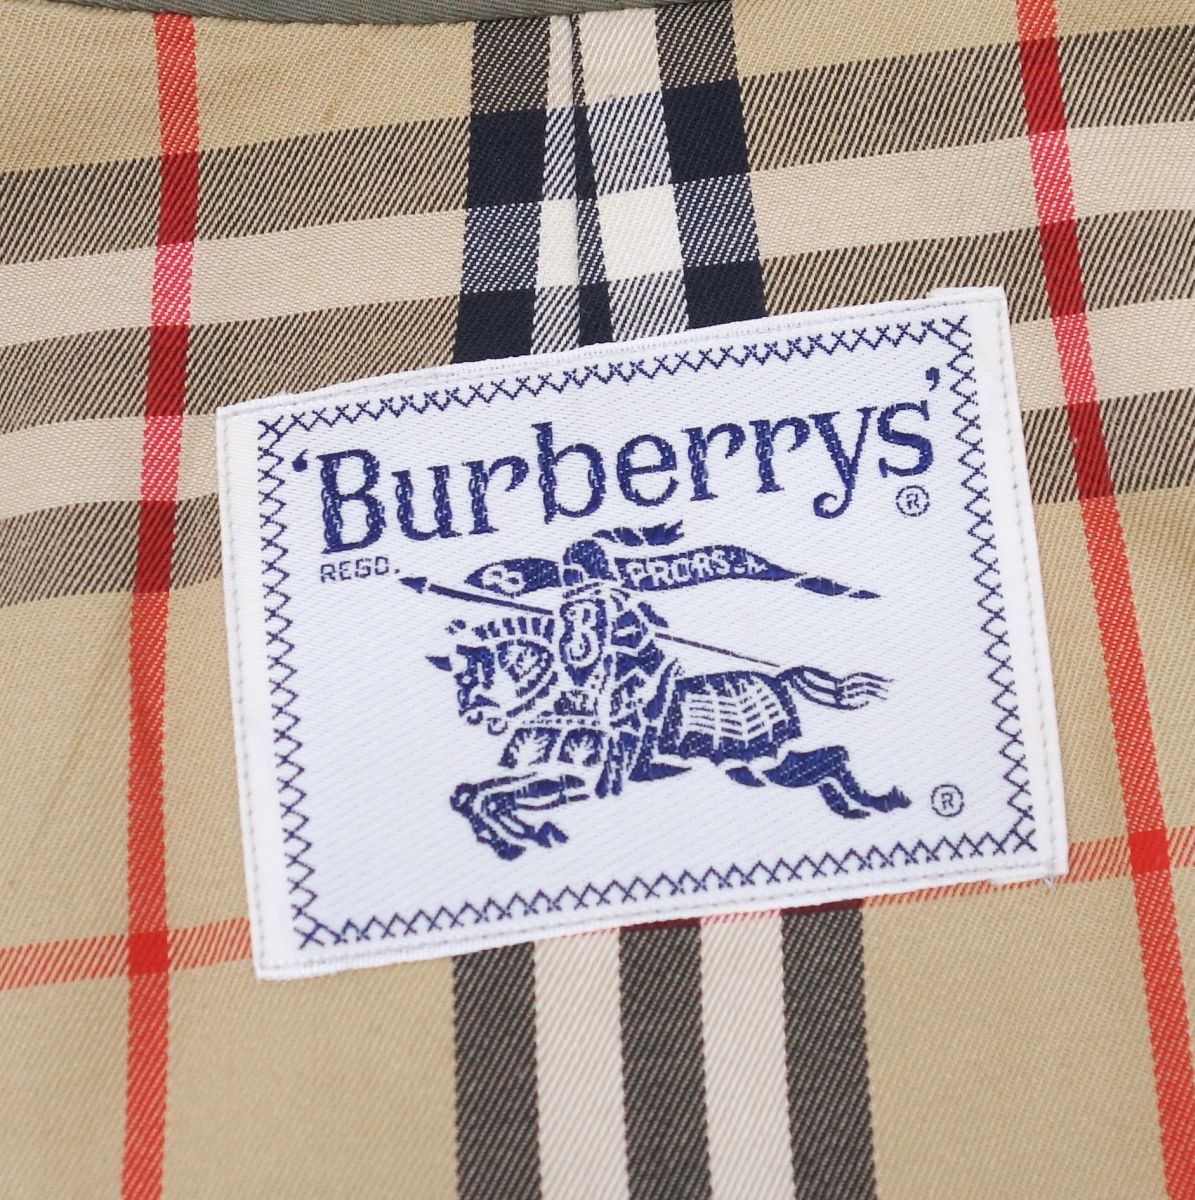 ‘Burberrys’
®
REGD.
PRORSUM
®